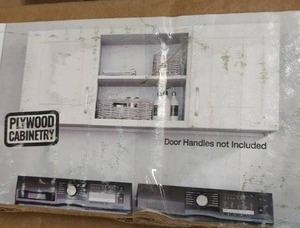 PLYWOOD
CABINETRY
Door Handles not Included